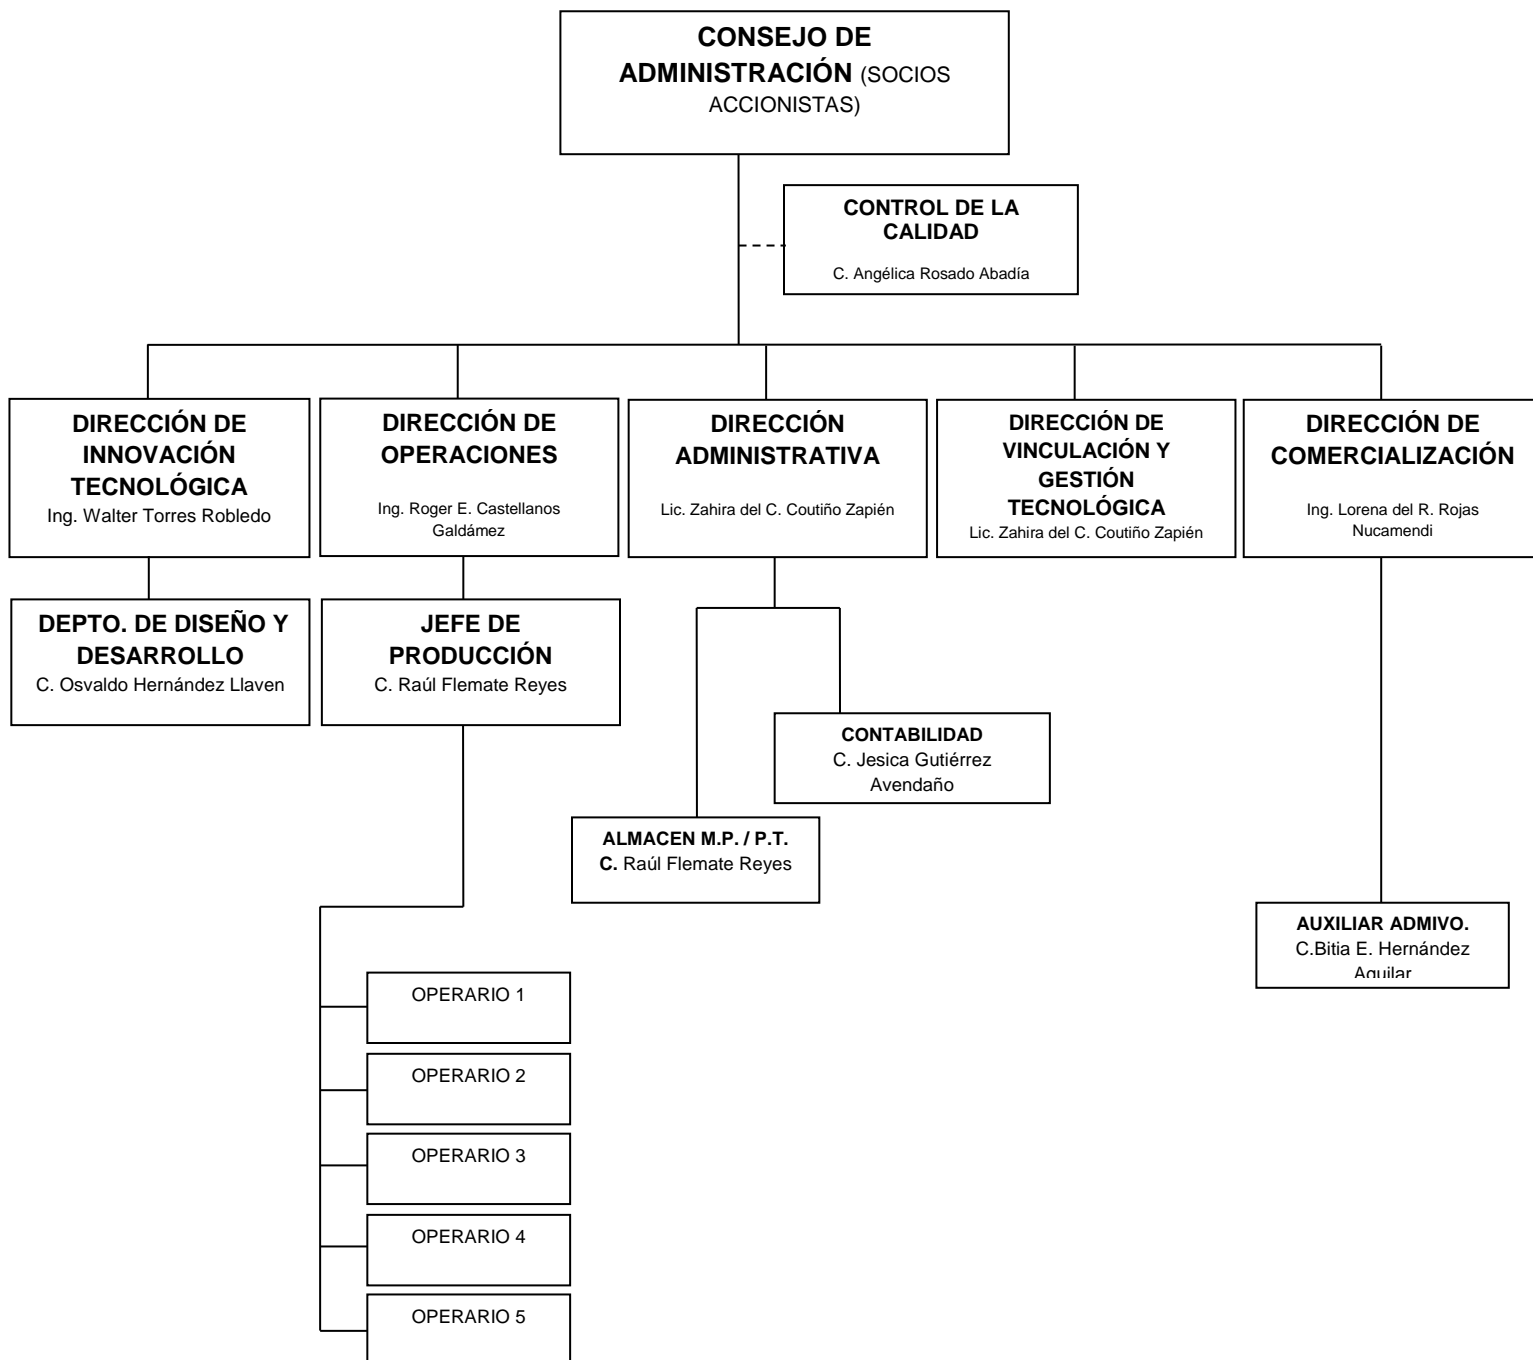 CONSEJO DE
ADMINISTRACIÓN (SOCIOS
ACCIONISTAS)
CONTROL DE LA
CALIDAD
C. Angélica Rosado Abadía
DIRECCIÓN DE
INNOVACIÓN
TECNOLÓGICA
Ing. Walter Torres Robledo
DIRECCIÓN DE
OPERACIONES
Ing. Roger E. Castellanos
Galdámez
DIRECCIÓN
ADMINISTRATIVA
Lic. Zahira del C. Coutiño Zapién
DIRECCIÓN DE
VINCULACIÓN Y
GESTIÓN
TECNOLÓGICA
Lic. Zahira del C. Coutiño Zapién
DIRECCIÓN DE
COMERCIALIZACIÓN
Ing. Lorena del R. Rojas
Nucamendi
DEPTO. DE DISEÑO Y
DESARROLLO
C. Osvaldo Hernández Llaven
JEFE DE
PRODUCCIÓN
C. Raúl Flemate Reyes
CONTABILIDAD
C. Jesica Gutiérrez
Avendaño
ALMACEN M.P. / P.T.
C. Raúl Flemate Reyes
AUXILIAR ADMIVO.
C.Bitia E. Hernández
Aguilar
OPERARIO 1
OPERARIO 2
OPERARIO 3
OPERARIO 4
OPERARIO 5